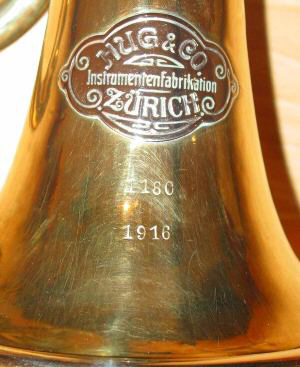 HUG & CO.
Instrumentenfabrikation
ZÜRICH
1916